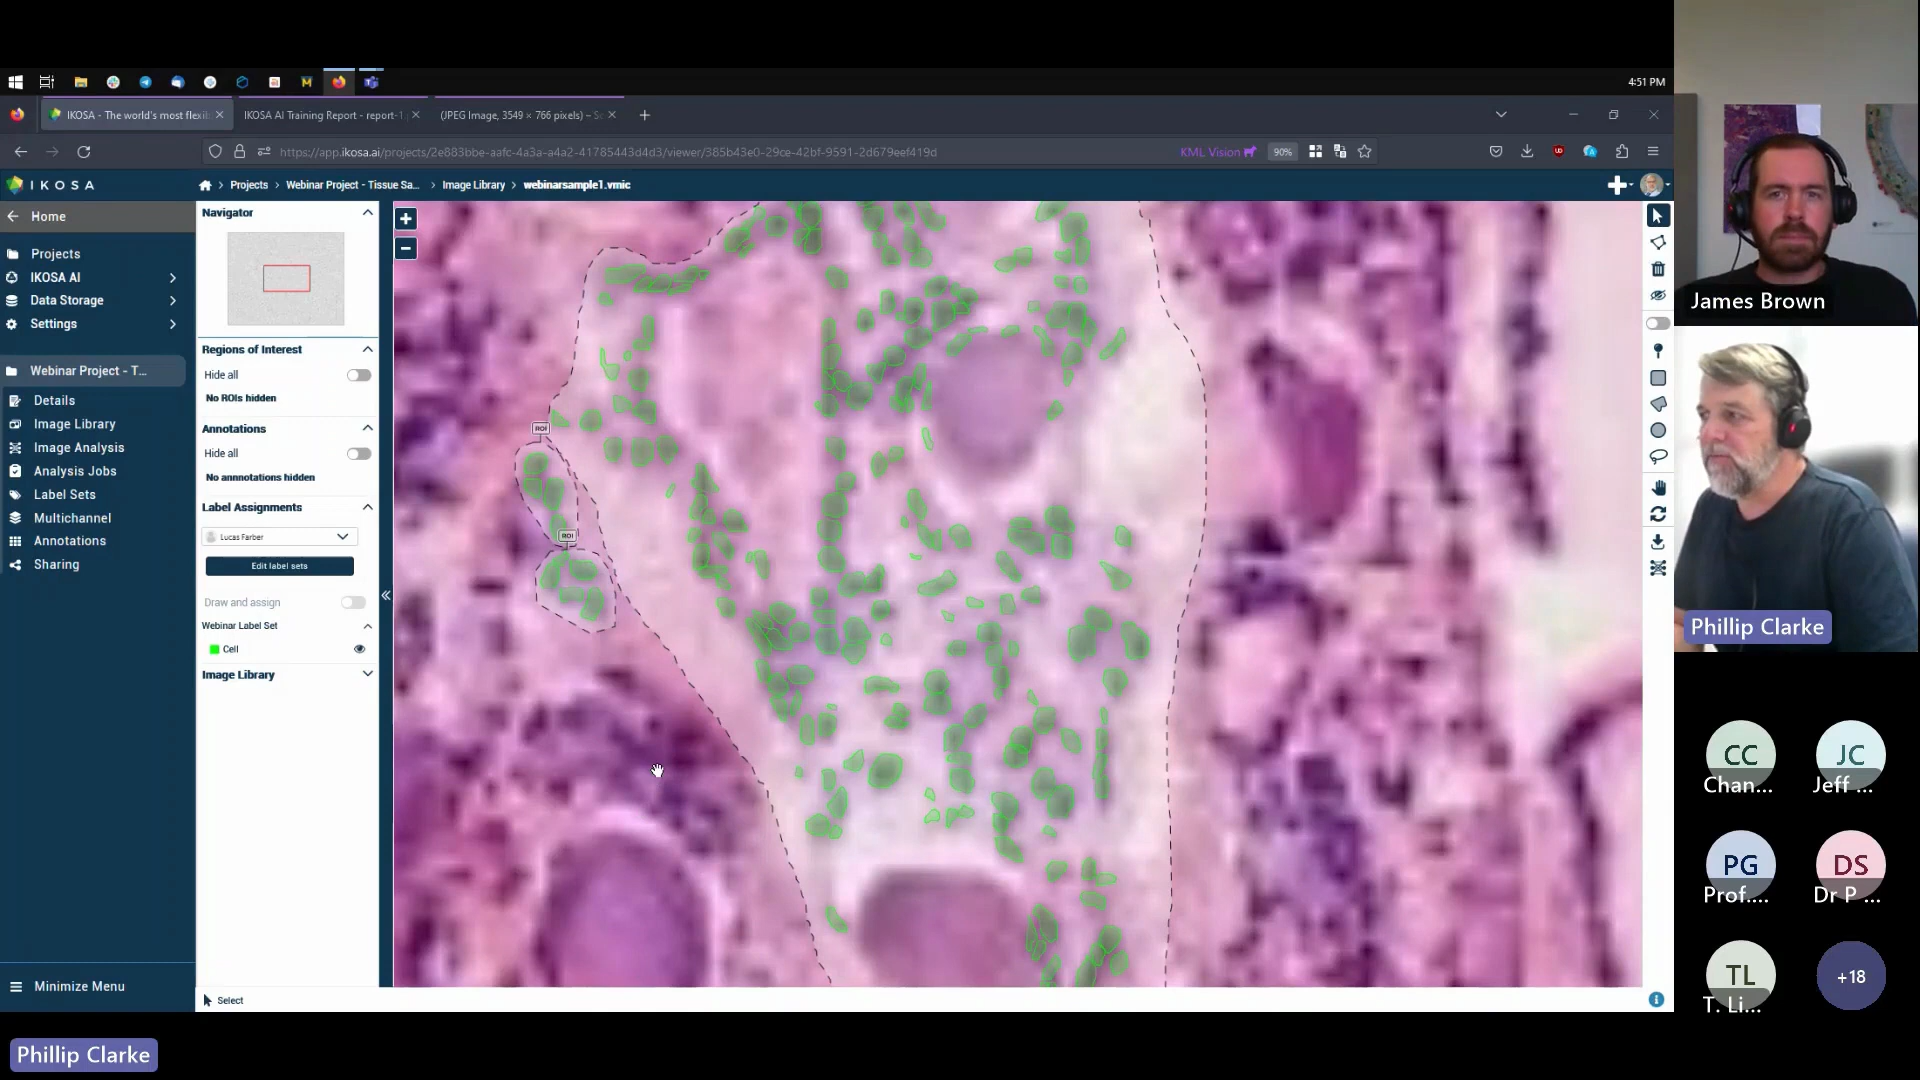 4:51 PM
IKOSA - The world's most flexil
IKOSA AI Training Report - report-1
(JPEG Image, 3549 × 766 pixels) – Sc
https://app.ikosa.ai/projects/2e883bbe-aafc-4a3a-a4a2-41785443d4d3/viewer/385b43e0-29ce-42bf-9591-2d679eef419d
KML Vision
90%
IKOSA
Projects
Webinar Project - Tissue Sa...
Image Library
webinarsample1.vmic
Home
Projects
IKOSA AI
Data Storage
Settings
Webinar Project - T...
Details
Image Library
Image Analysis
Analysis Jobs
Label Sets
Multichannel
Annotations
Sharing
Minimize Menu
Navigator
Regions of Interest
Hide all
No ROIs hidden
Annotations
Hide all
No annnotations hidden
Label Assignments
Lucas Farber
Edit label sets
Draw and assign
Webinar Label Set
Cell
Image Library
ROI
ROI
Select
James Brown
Phillip Clarke
CC
Chan...
JC
Jeff ...
PG
Prof....
DS
Dr P ...
TL
T. Li...
+18
Phillip Clarke